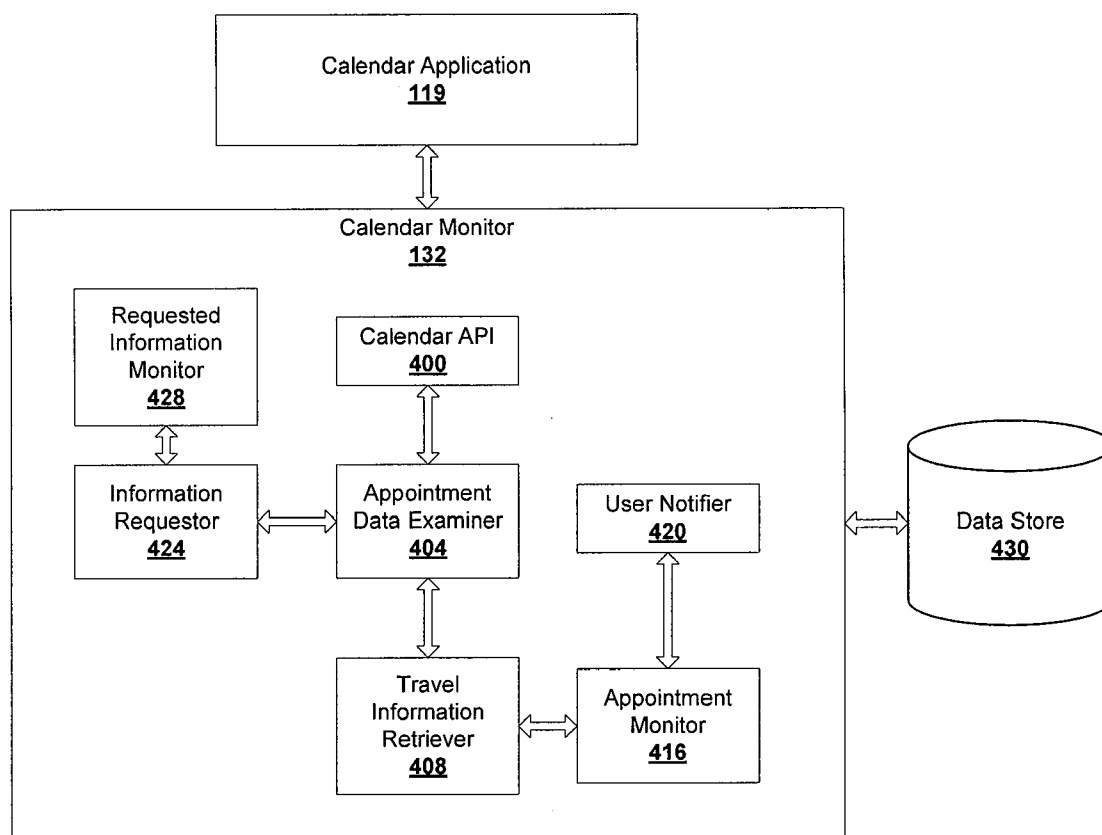 Calendar Application
119
Calendar Monitor
132
Requested
Information
Monitor
428
Calendar API
400
Information
Requestor
424
Appointment
Data Examiner
404
User Notifier
420
Data Store
430
Travel
Information
Retriever
408
Appointment
Monitor
416